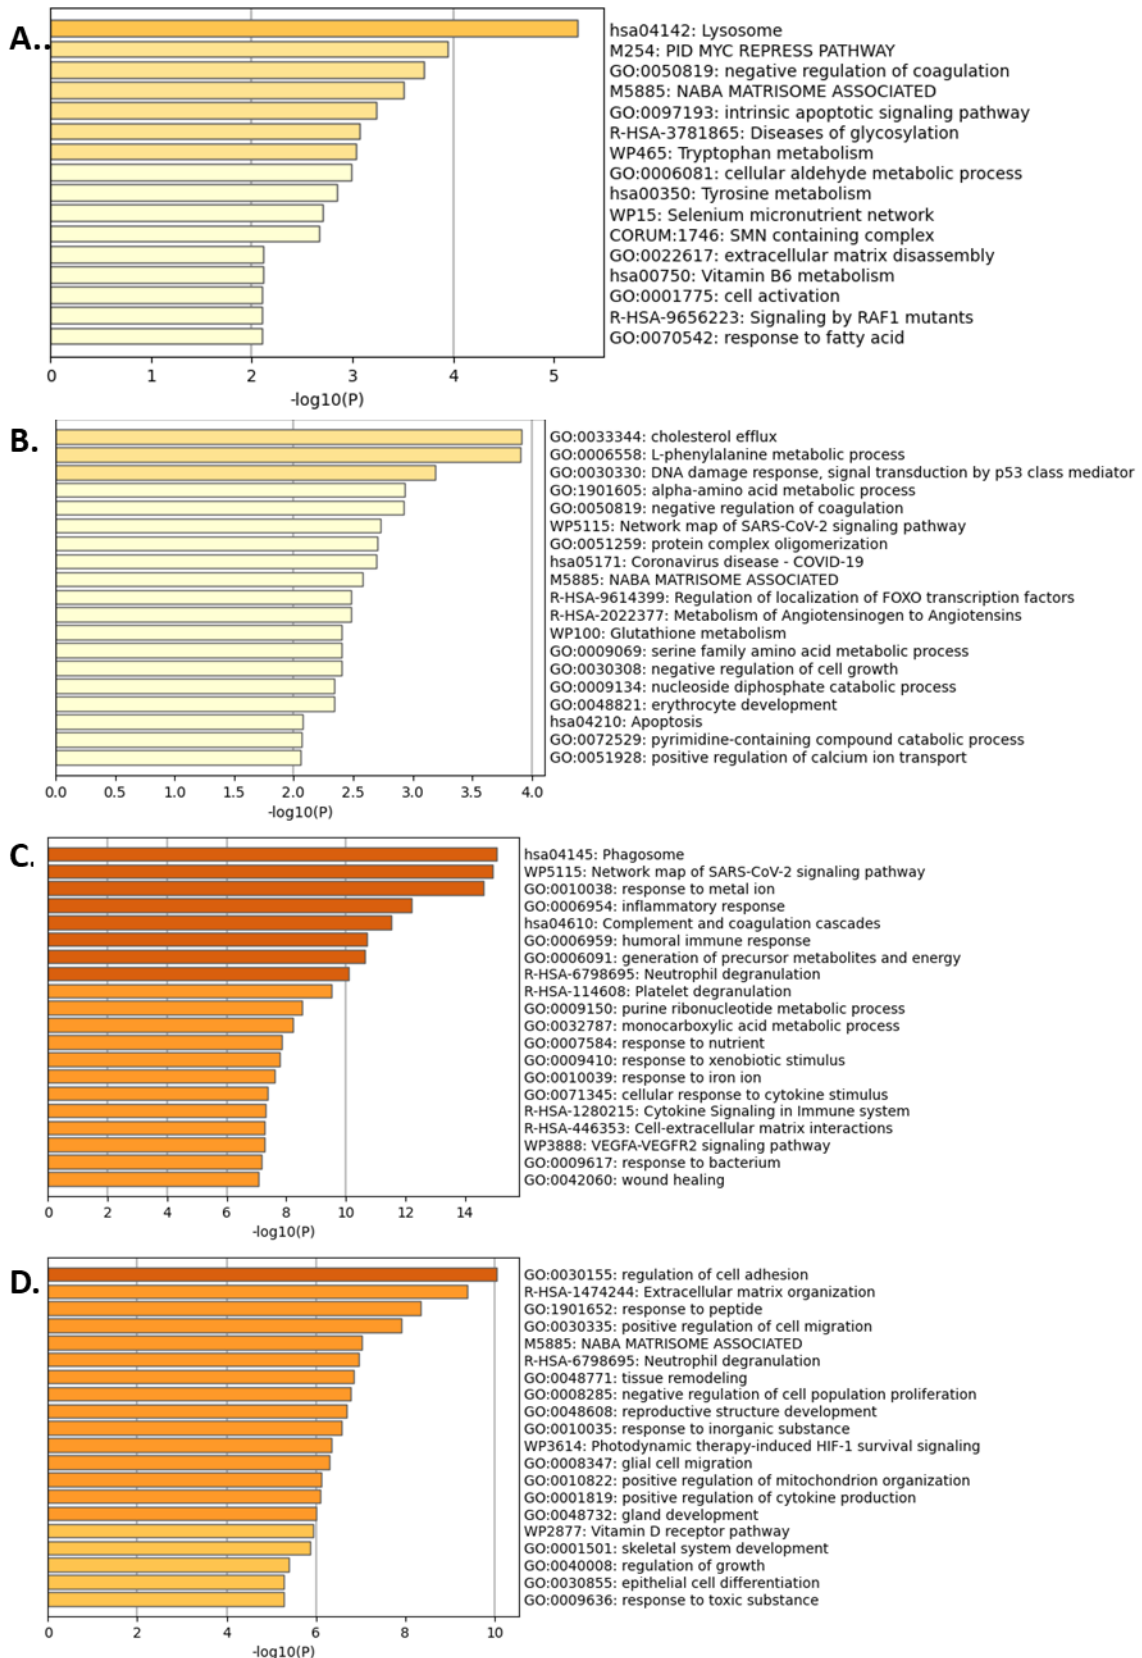 A..
hsa04142: Lysosome
M254: PID MYC REPRESS PATHWAY
GO:0050819: negative regulation of coagulation
M5885: NABA MATRISOME ASSOCIATED
GO:0097193: intrinsic apoptotic signaling pathway
R-HSA-3781865: Diseases of glycosylation
WP465: Tryptophan metabolism
GO:0006081: cellular aldehyde metabolic process
hsa00350: Tyrosine metabolism
WP15: Selenium micronutrient network
CORUM:1746: SMN containing complex
GO:0022617: extracellular matrix disassembly
hsa00750: Vitamin B6 metabolism
GO:0001775: cell activation
R-HSA-9656223: Signaling by RAF1 mutants
GO:0070542: response to fatty acid
0 1 2 3 4 5
-log10(P)
B.
GO:0033344: cholesterol efflux
GO:0006558: L-phenylalanine metabolic process
GO:0030330: DNA damage response, signal transduction by p53 class mediator
GO:1901605: alpha-amino acid metabolic process
GO:0050819: negative regulation of coagulation
WP5115: Network map of SARS-CoV-2 signaling pathway
GO:0051259: protein complex oligomerization
hsa05171: Coronavirus disease - COVID-19
M5885: NABA MATRISOME ASSOCIATED
R-HSA-9614399: Regulation of localization of FOXO transcription factors
R-HSA-2022377: Metabolism of Angiotensinogen to Angiotensins
WP100: Glutathione metabolism
GO:0009069: serine family amino acid metabolic process
GO:0030308: negative regulation of cell growth
GO:0009134: nucleoside diphosphate catabolic process
GO:0048821: erythrocyte development
hsa04210: Apoptosis
GO:0072529: pyrimidine-containing compound catabolic process
GO:0051928: positive regulation of calcium ion transport
0.0 0.5 1.0 1.5 2.0 2.5 3.0 3.5 4.0
-log10(P)
C.
hsa04145: Phagosome
WP5115: Network map of SARS-CoV-2 signaling pathway
GO:0010038: response to metal ion
GO:0006954: inflammatory response
hsa04610: Complement and coagulation cascades
GO:0006959: humoral immune response
GO:0006091: generation of precursor metabolites and energy
R-HSA-6798695: Neutrophil degranulation
R-HSA-114608: Platelet degranulation
GO:0009150: purine ribonucleotide metabolic process
GO:0032787: monocarboxylic acid metabolic process
GO:0007584: response to nutrient
GO:0009410: response to xenobiotic stimulus
GO:0010039: response to iron ion
GO:0071345: cellular response to cytokine stimulus
R-HSA-1280215: Cytokine Signaling in Immune system
R-HSA-446353: Cell-extracellular matrix interactions
WP3888: VEGFA-VEGFR2 signaling pathway
GO:0009617: response to bacterium
GO:0042060: wound healing
0 2 4 6 8 10 12 14
-log10(P)
D.
GO:0030155: regulation of cell adhesion
R-HSA-1474244: Extracellular matrix organization
GO:1901652: response to peptide
GO:0030335: positive regulation of cell migration
M5885: NABA MATRISOME ASSOCIATED
R-HSA-6798695: Neutrophil degranulation
GO:0048771: tissue remodeling
GO:0008285: negative regulation of cell population proliferation
GO:0048608: reproductive structure development
GO:0010035: response to inorganic substance
WP3614: Photodynamic therapy-induced HIF-1 survival signaling
GO:0008347: glial cell migration
GO:0010822: positive regulation of mitochondrion organization
GO:0001819: positive regulation of cytokine production
GO:0048732: gland development
WP2877: Vitamin D receptor pathway
GO:0001501: skeletal system development
GO:0040008: regulation of growth
GO:0030855: epithelial cell differentiation
GO:0009636: response to toxic substance
0 2 4 6 8 10
-log10(P)